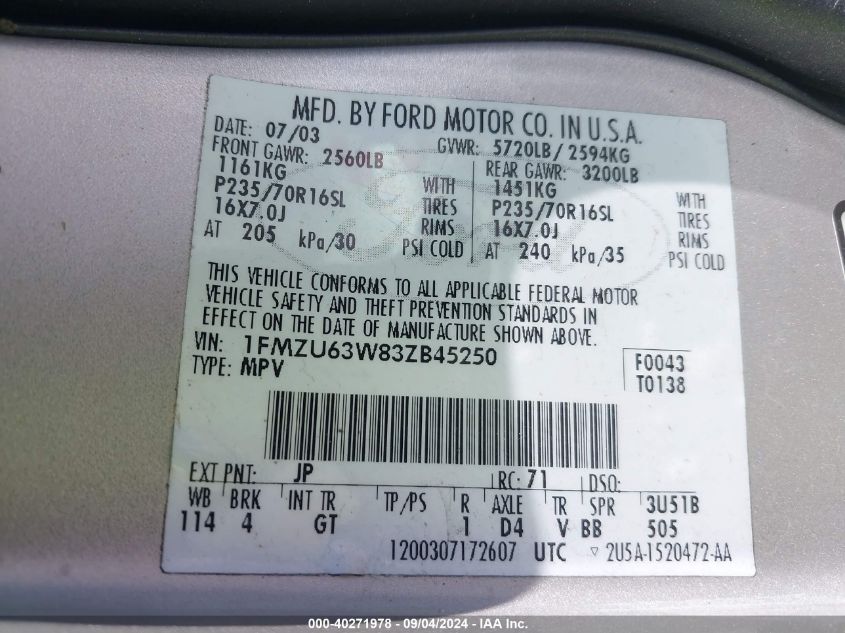 MFD. BY FORD MOTOR CO. IN U.S.A.
DATE: 07/03 GVWR: 5720LB/ 2594KG
FRONT GAWR: 2560LB REAR GAWR: 3200LB
1161KG WITH 1451KG WITH
P235/70R16SL TIRES P235/70R16SL TIRES
16X7.0J RIMS 16X7.0J RIMS
AT 205 kPa/30 PSI COLD AT 240 kPa/35 PSI COLD
THIS VEHICLE CONFORMS TO ALL APPLICABLE FEDERAL MOTOR
VEHICLE SAFETY AND THEFT PREVENTION STANDARDS IN
EFFECT ON THE DATE OF MANUFACTURE SHOWN ABOVE.
VIN: 1FMZU63W83ZB45250 F0043
TYPE: MPV T0138
EXT PNT: JP RC: 71 DSO:
WB BRK INT TR TP/PS R AXLE TR SPR 3U51B
114 4 GT 1 D4 V BB 505
1200307172607 UTC ▽ 2U5A-1520472-AA
000-40271978 - 09/04/2024 - IAA Inc.